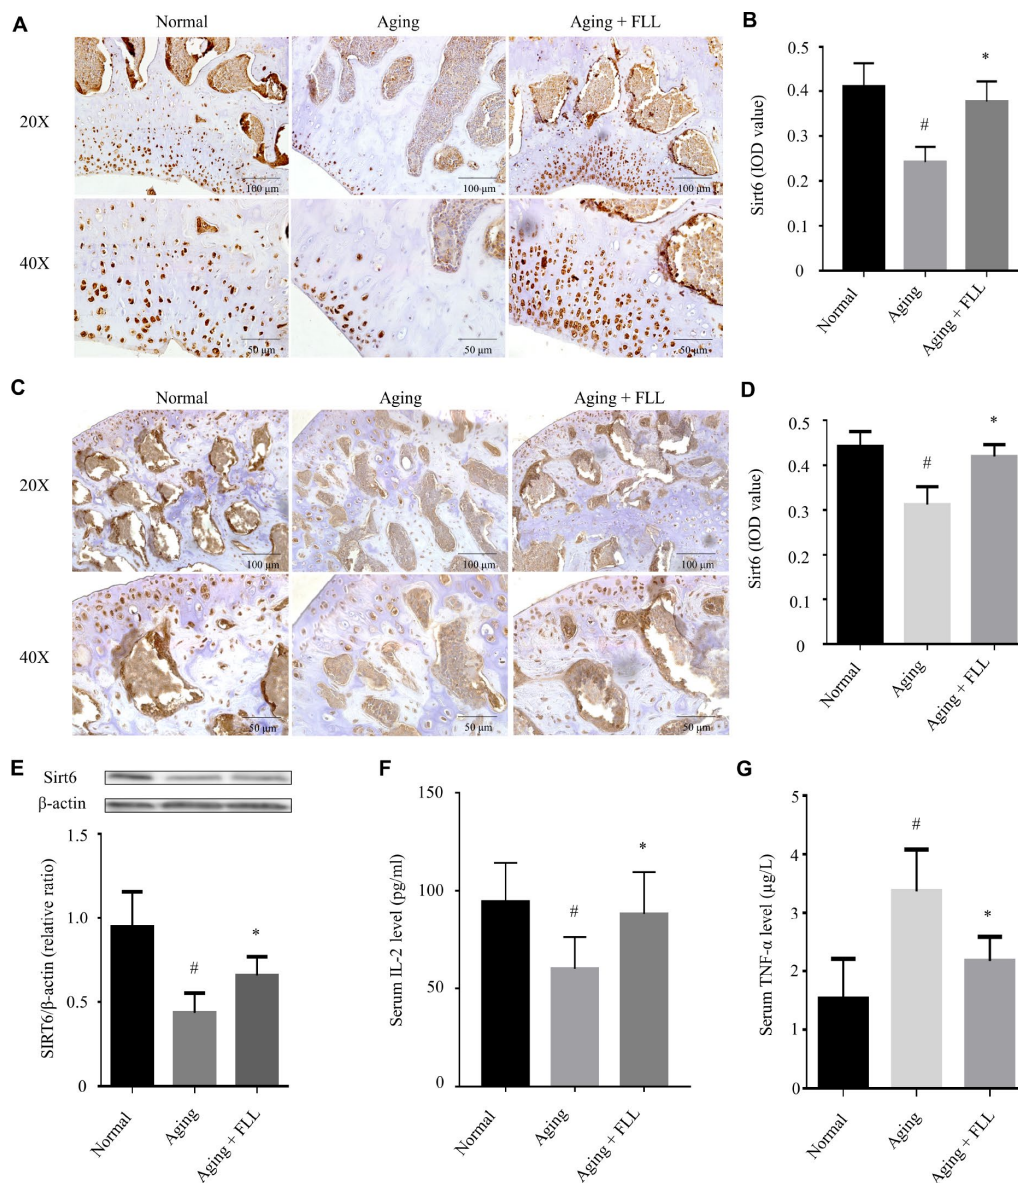 A
Normal
Aging
Aging + FLL
20X
100 μm
100 μm
100 μm
40X
50 μm
50 μm
50 μm
B
Sirt6 (IOD value)
0.5
0.4
0.3
0.2
0.1
0
#
*
Normal
Aging
Aging + FLL
C
Normal
Aging
Aging + FLL
20X
100 μm
100 μm
100 μm
40X
50 μm
50 μm
50 μm
D
Sirt6 (IOD value)
0.5
0.4
0.3
0.1
0
#
*
Normal
Aging
Aging + FLL
E
Sirt6
β-actin
SIRT6/β-actin (relative ratio)
1.5
1.0
0.5
0
#
*
Normal
Aging
Aging + FLL
F
Serum IL-2 level (pg/ml)
150
100
50
0
#
*
Normal
Aging
Aging + FLL
G
Serum TNF-α level (μg/L)
5
4
3
2
1
0
#
*
Normal
Aging
Aging + FLL